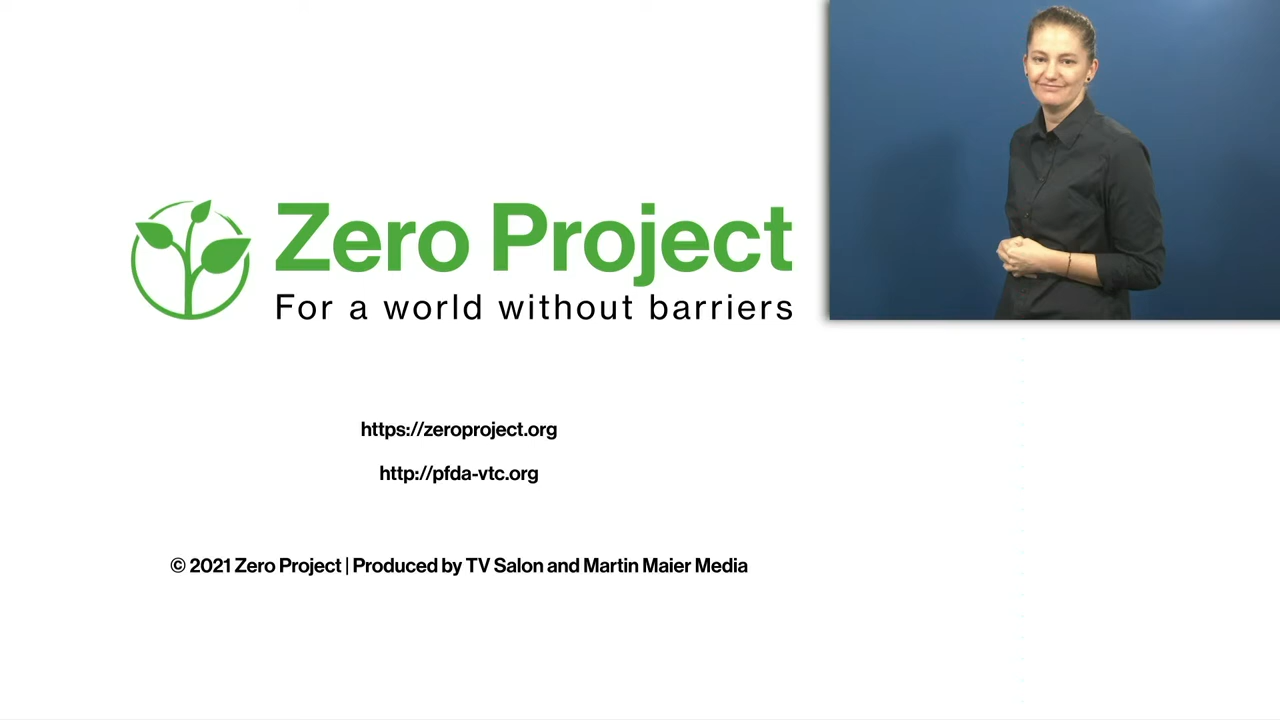 Zero Project
For a world without barriers
https://zeroproject.org
http://pfda-vtc.org
© 2021 Zero Project | Produced by TV Salon and Martin Maier Media